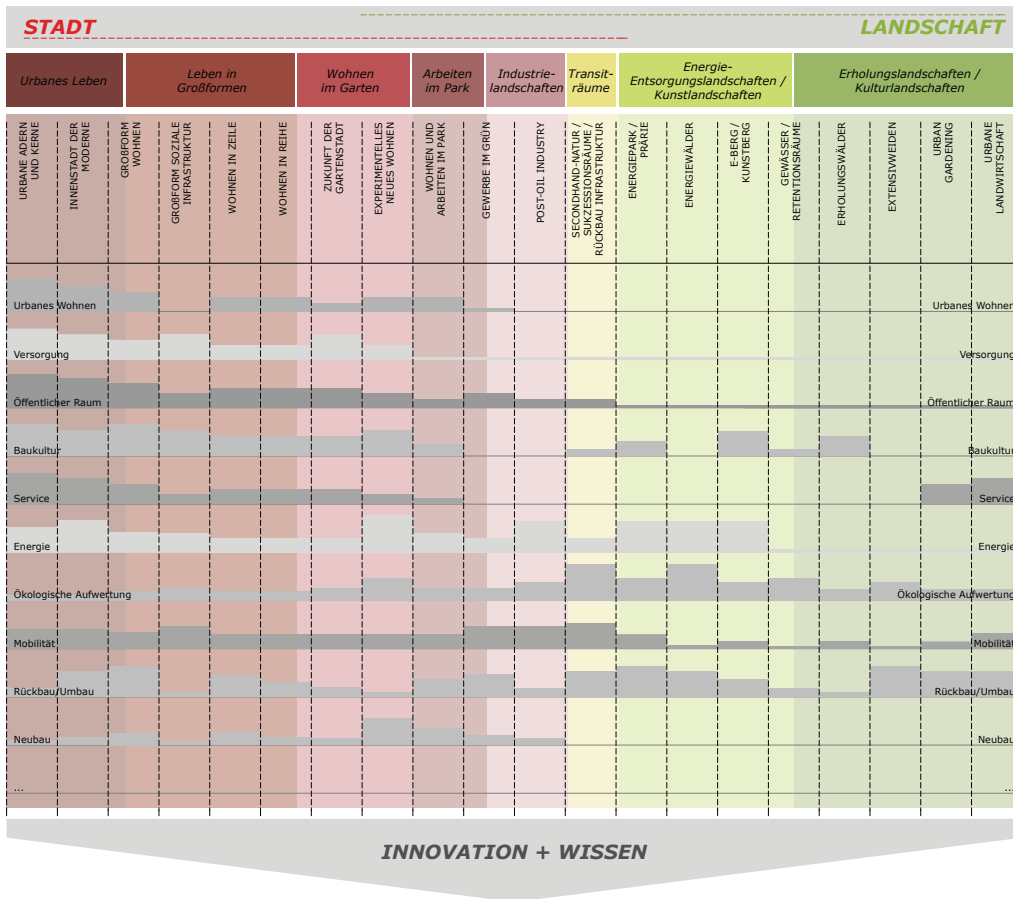 STADT
LANDSCHAFT
Urbanes Leben
Leben in
Großformen
Wohnen
im Garten
Arbeiten
im Park
Industrie-
landschaften
Transit-
räume
Energie-
Entsorgungslandschaften /
Kunstlandschaften
Erholungslandschaften /
Kulturlandschaften
URBANE ADERN
UND KERNE
INNENSTADT DER
MODERNE
GROßFORM
WOHNEN
GROßFORM SOZIALE
INFRASTRUKTUR
WOHNEN IN ZEILE
WOHNEN IN REIHE
ZUKUNFT DER
GARTENSTADT
EXPERIMENTELLES
NEUES WOHNEN
WOHNEN UND
ARBEITEN IM PARK
GEWERBE IM GRÜN
POST-OIL INDUSTRY
SECONDHAND-NATUR /
SUKZESSIONSRÄUME /
RÜCKBAU INFRASTRUKTUR
ENERGIEPARK /
PRÄRIE
ENERGIEWÄLDER
E-BERG /
KUNSTBERG
GEWÄSSER /
RETENTIONSRÄUME
ERHOLUNGSWÄLDER
EXTENSIVWEIDEN
URBAN
GARDENING
URBANE
LANDWIRTSCHAFT
Urbanes Wohnen
Urbanes Wohnen
Versorgung
Versorgung
Öffentlicher Raum
Öffentlicher Raum
Baukultur
Baukultur
Service
Service
Energie
Energie
Ökologische Aufwertung
Ökologische Aufwertung
Mobilität
Mobilität
Rückbau/Umbau
Rückbau/Umbau
Neubau
Neubau
...
...
INNOVATION + WISSEN